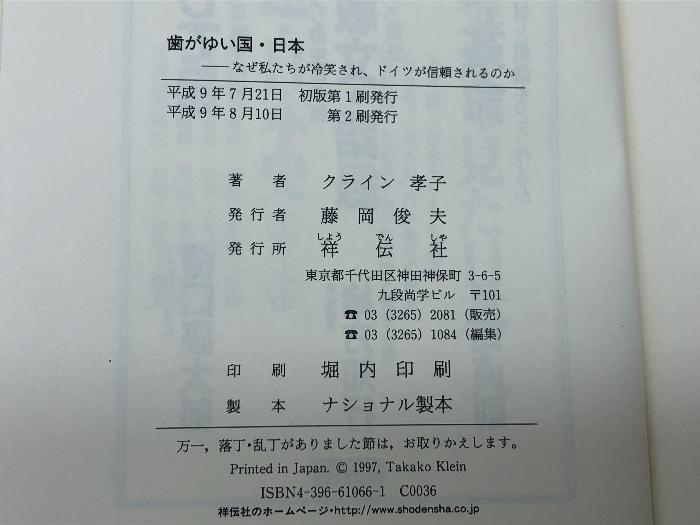 歯がゆい国・日本
――なぜ私たちが冷笑され、ドイツが信頼されるのか
平成9年7月21日　初版第1刷発行
平成9年8月10日　　　第2刷発行
著　者　クライン 孝子
発行者　藤岡俊夫
しよう でん しや
発行所　祥伝社
東京都千代田区神田神保町 3-6-5
九段尚学ビル　〒101
☎ 03 (3265) 2081 (販売)
☎ 03 (3265) 1084 (編集)
印　刷　堀内印刷
製　本　ナショナル製本
万一，落丁・乱丁がありました節は，お取りかえします。
Printed in Japan. © 1997, Takako Klein
ISBN4-396-61066-1　C0036
祥伝社のホームページ・http://www.shodensha.co.jp